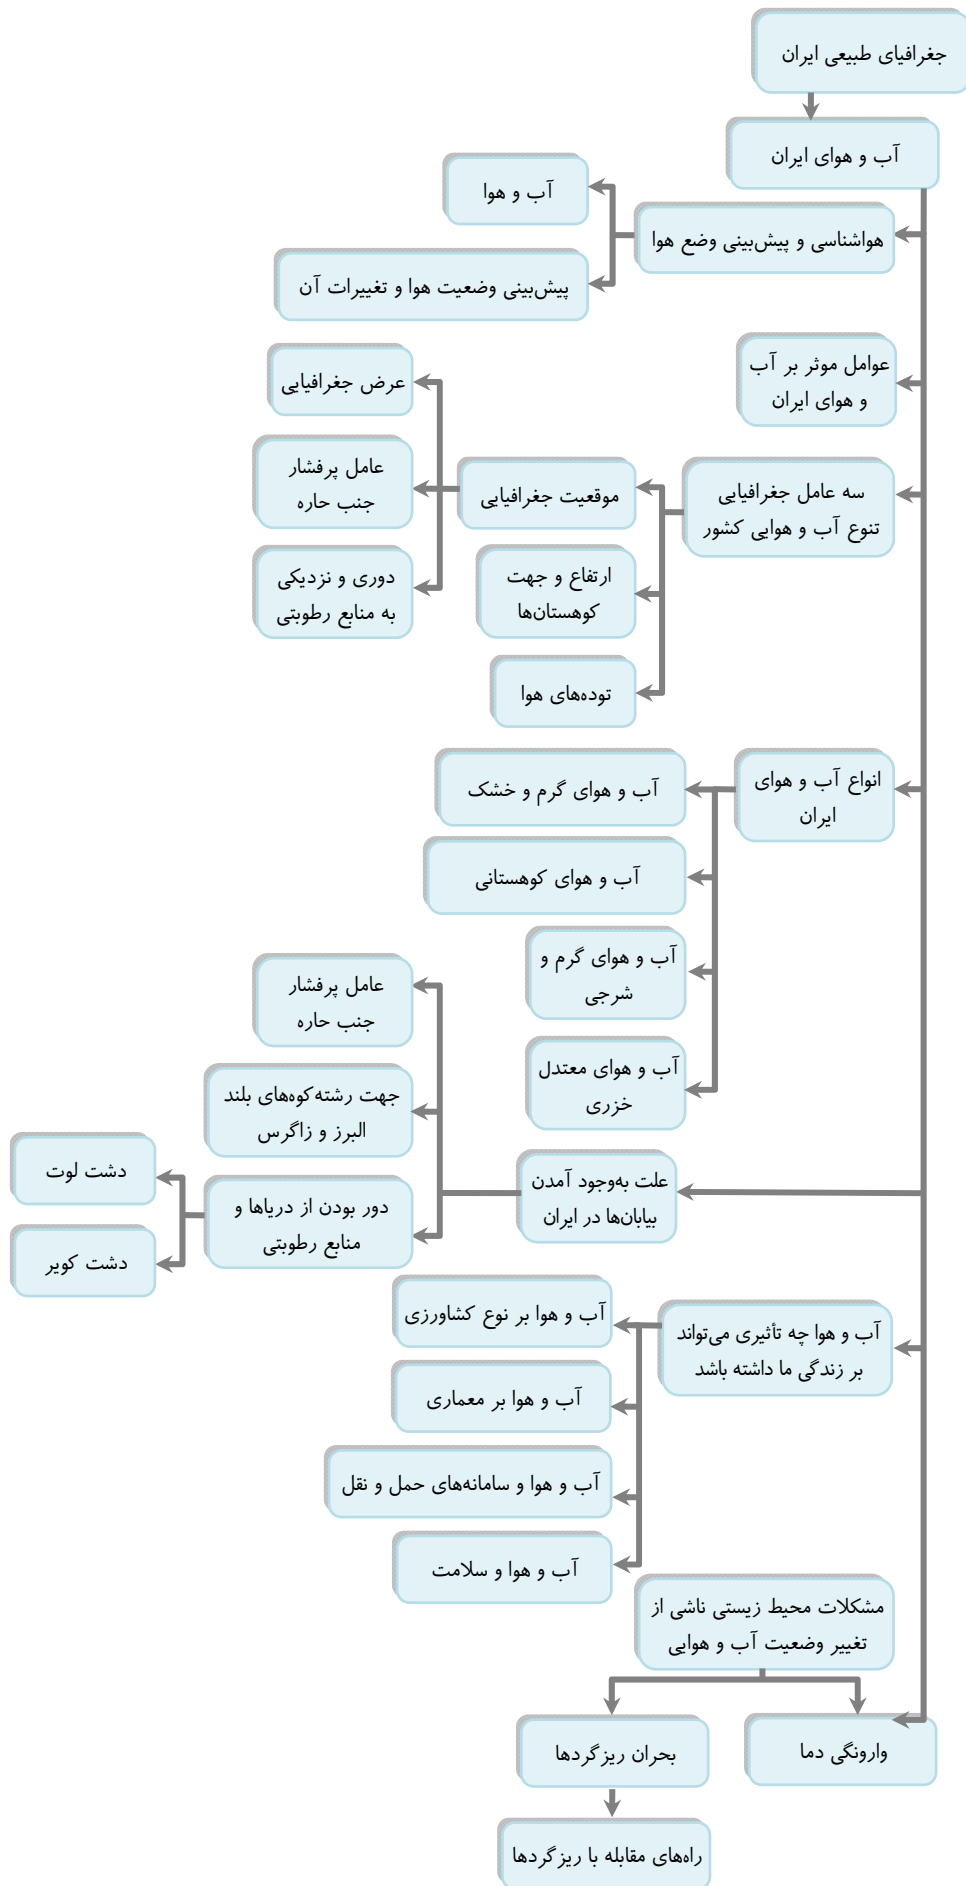 جغرافیای طبیعی ایران
آب و هوای ایران
هواشناسی و پیش‌بینی وضع هوا
آب و هوا
پیش‌بینی وضعیت هوا و تغییرات آن
عوامل موثر بر آب
و هوای ایران
سه عامل جغرافیایی
تنوع آب و هوایی کشور
موقعیت جغرافیایی
عرض جغرافیایی
عامل پرفشار
جنب حاره
دوری و نزدیکی
به منابع رطوبتی
ارتفاع و جهت
کوهستان‌ها
توده‌های هوا
انواع آب و هوای
ایران
آب و هوای گرم و خشک
آب و هوای کوهستانی
آب و هوای گرم و
شرجی
آب و هوای معتدل
خزری
علت به‌وجود آمدن
بیابان‌ها در ایران
عامل پرفشار
جنب حاره
جهت رشته‌کوه‌های بلند
البرز و زاگرس
دور بودن از دریاها و
منابع رطوبتی
دشت لوت
دشت کویر
آب و هوا چه تأثیری می‌تواند
بر زندگی ما داشته باشد
آب و هوا بر نوع کشاورزی
آب و هوا بر معماری
آب و هوا و سامانه‌های حمل و نقل
آب و هوا و سلامت
مشکلات محیط زیستی ناشی از
تغییر وضعیت آب و هوایی
وارونگی دما
بحران ریزگردها
راه‌های مقابله با ریزگردها